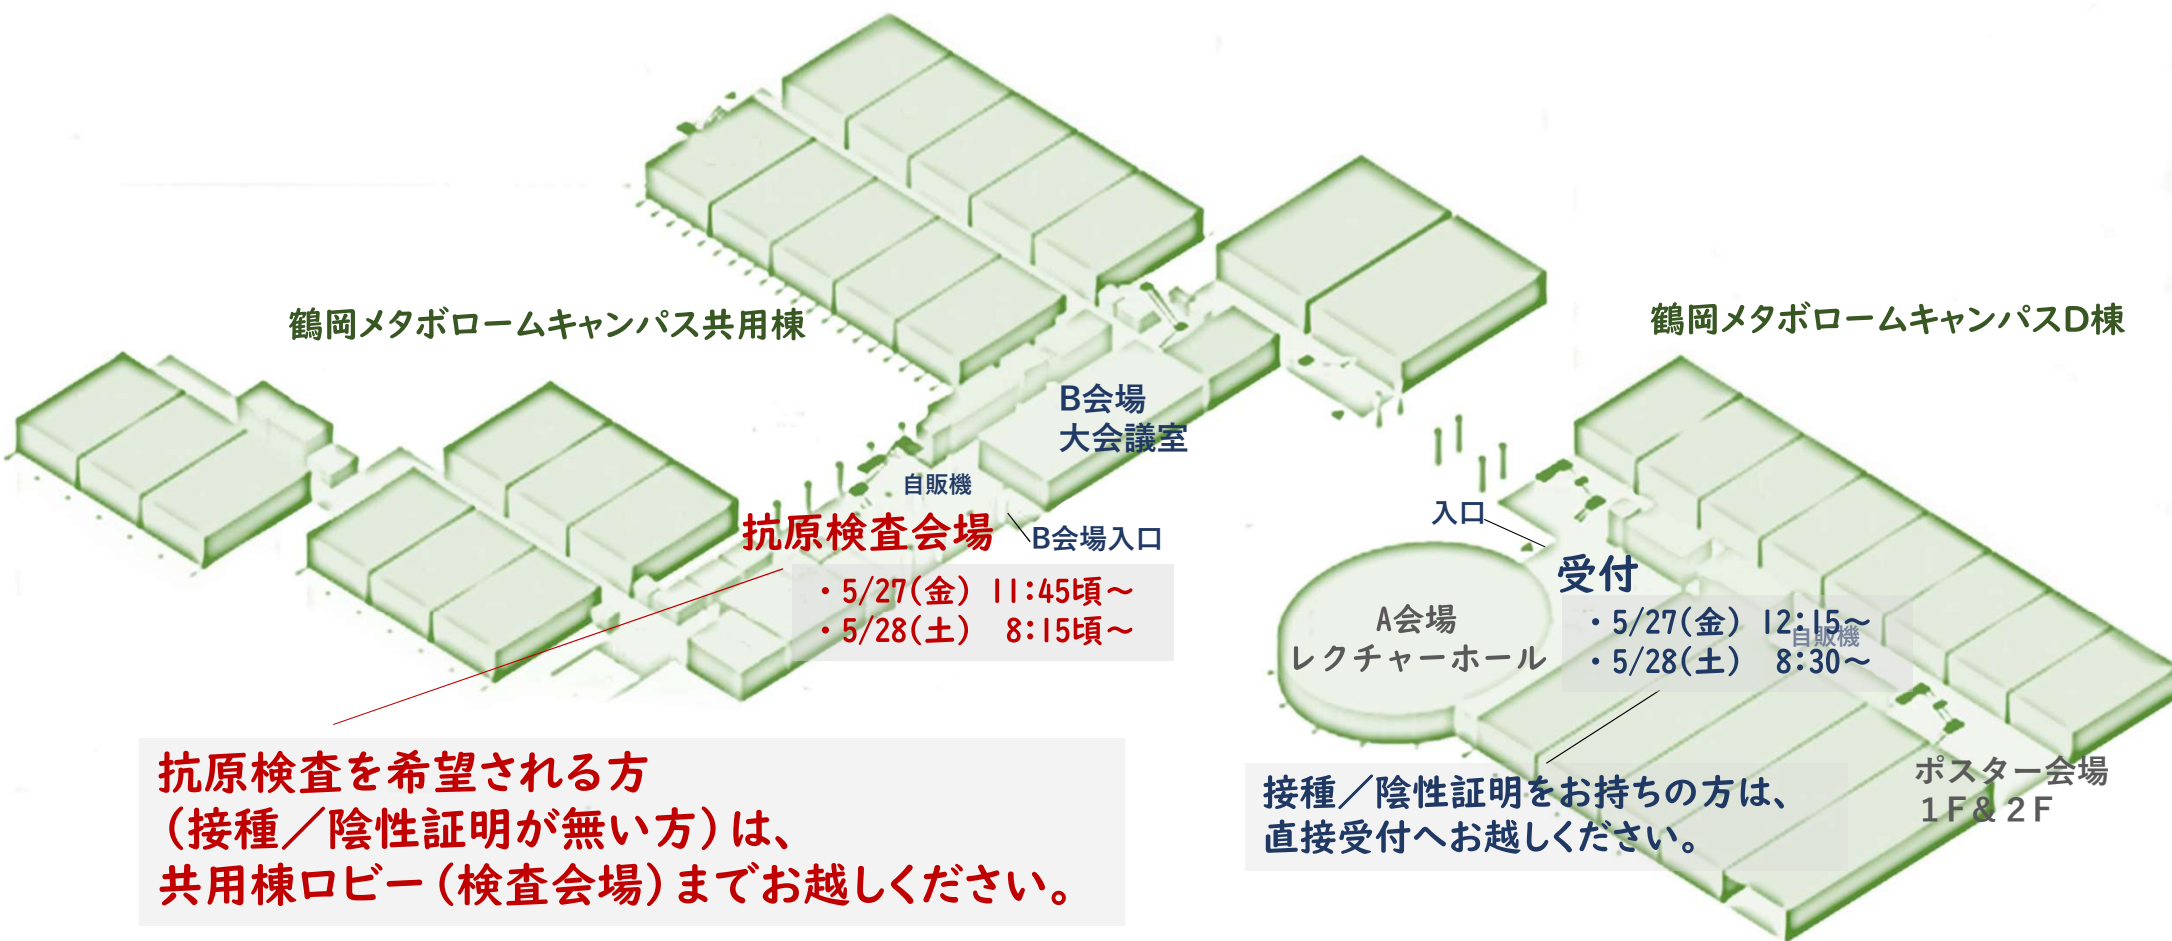 鶴岡メタボロームキャンパス共用棟
鶴岡メタボロームキャンパスD棟
B会場
大会議室
自販機
抗原検査会場
B会場入口
・5/27(金) 11:45頃～
・5/28(土) 8:15頃～
入口
受付
・5/27(金) 12:15～
自販機
・5/28(土) 8:30～
A会場
レクチャーホール
抗原検査を希望される方
（接種／陰性証明が無い方）は、
共用棟ロビー（検査会場）までお越しください。
接種／陰性証明をお持ちの方は、
直接受付へお越しください。
ポスター会場
1F＆2F